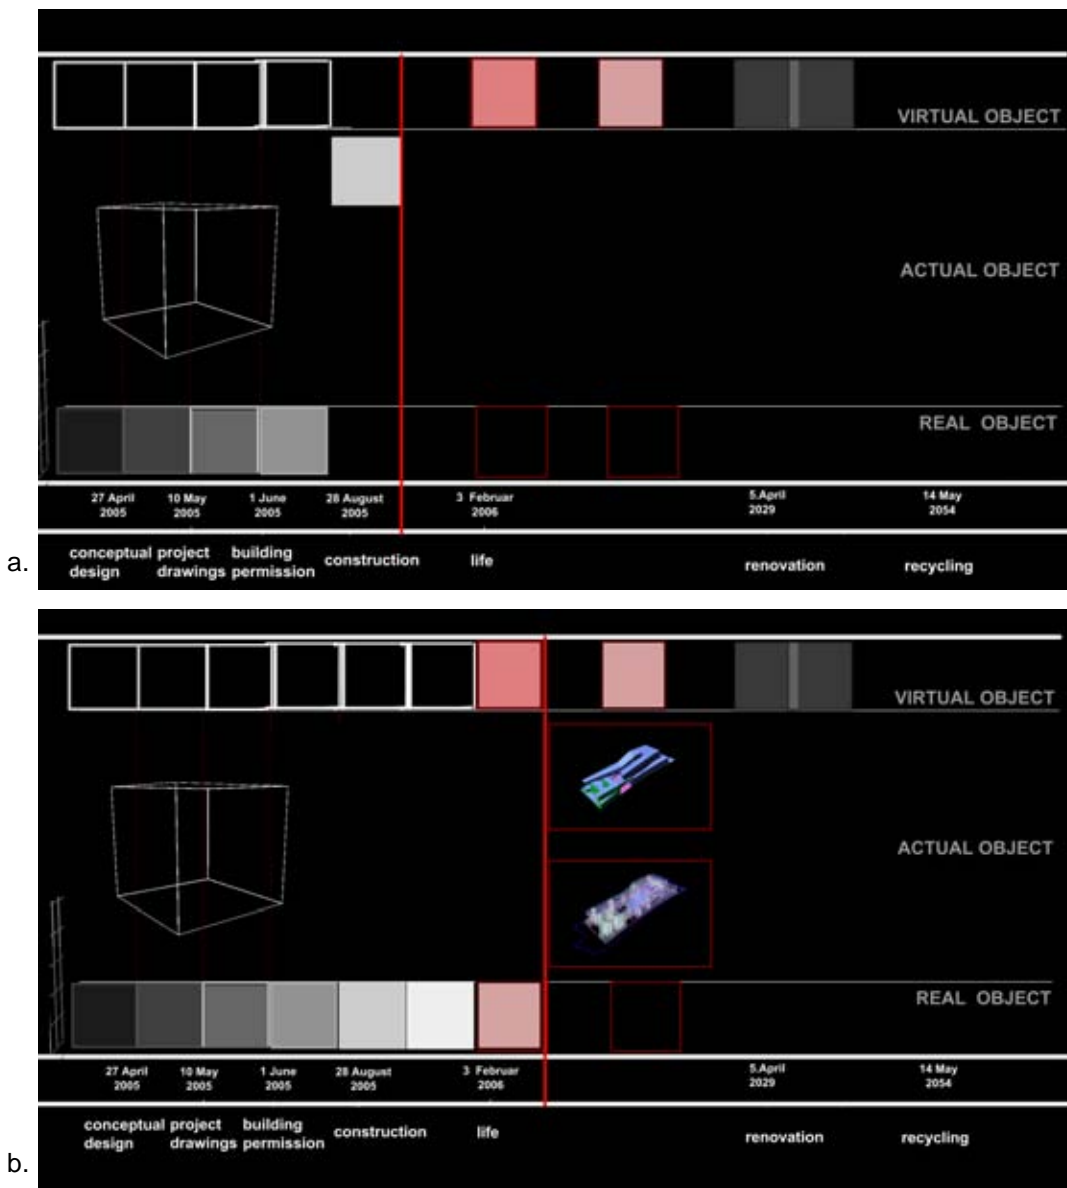 VIRTUAL OBJECT
ACTUAL OBJECT
REAL OBJECT
27 April 10 May 1 June 28 August 3 Februar 5.April 14 May
2005 2005 2005 2005 2006 2029 2054
conceptual project building construction life renovation recycling
design drawings permission
a.
VIRTUAL OBJECT
ACTUAL OBJECT
REAL OBJECT
27 April 10 May 1 June 28 August 3 Februar 5.April 14 May
2005 2005 2005 2005 2006 2029 2054
conceptual project building construction life renovation recycling
design drawings permission
b.